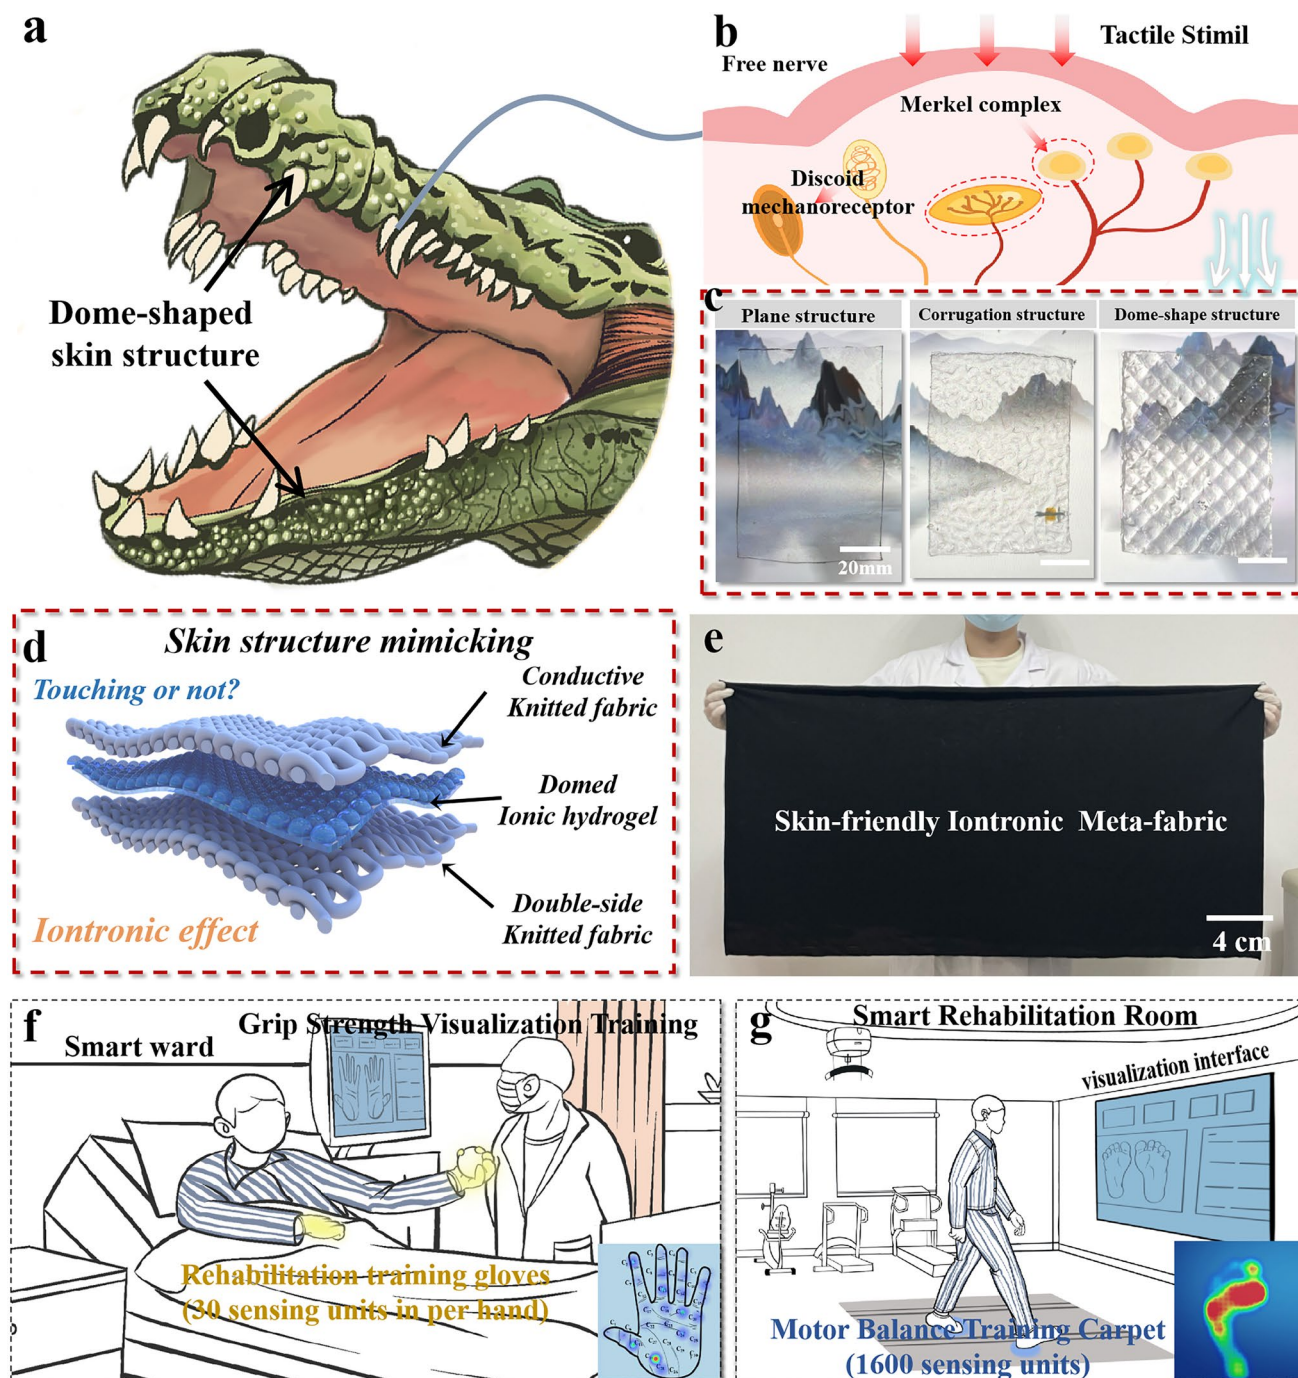 a
Dome-shaped
skin structure
b
Tactile Stimil
Free nerve
Merkel complex
Discoid
mechanoreceptor
c
Plane structure
Corrugation structure
Dome-shape structure
20mm
d
Skin structure mimicking
Touching or not?
Conductive
Knitted fabric
Domed
Ionic hydrogel
Double-side
Knitted fabric
Iontronic effect
e
Skin-friendly Iontronic Meta-fabric
4 cm
f
Grip Strength Visualization Training
Smart ward
Rehabilitation training gloves
(30 sensing units in per hand)
g
Smart Rehabilitation Room
visualization interface
Motor Balance Training Carpet
(1600 sensing units)